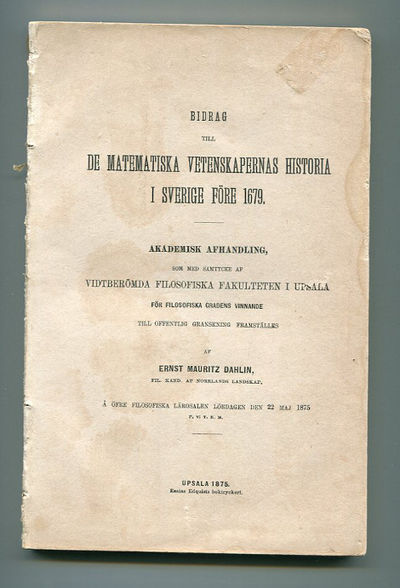 BIDRAG
TILL
DE MATEMATISKA VETENSKAPERNAS HISTORIA
I SVERIGE FÖRE 1679.
AKADEMISK AFHANDLING,
SOM MED SAMTYCKE AF
VIDTBERÖMDA FILOSOFISKA FAKULTETEN I UPSALA
FÖR FILOSOFISKA GRADENS VINNANDE
TILL OFFENTLIG GRANSKNING FRAMSTÄLLES
AF
ERNST MAURITZ DAHLIN,
FIL. KAND. AF NORRLANDS LANDSKAP,
Å ÖFRE FILOSOFISKA LÄROSALEN LÖRDAGEN DEN 22 MAJ 1875
P. V. T. E. M.
UPSALA 1875.
Esaias Edquists boktryckeri.